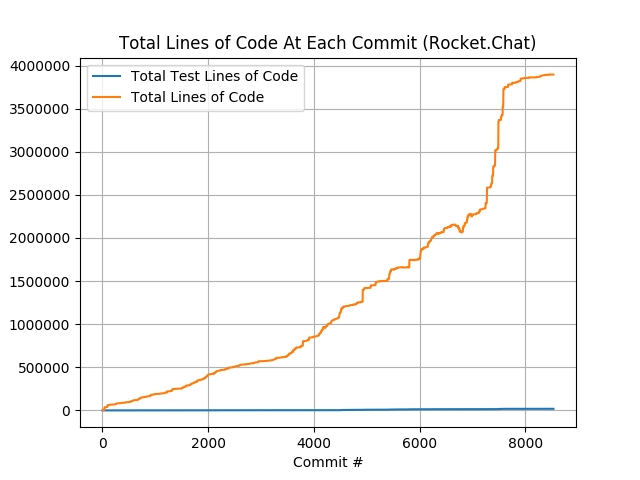 Total Lines of Code At Each Commit (Rocket.Chat)
Total Test Lines of Code
Total Lines of Code
4000000
3500000
3000000
2500000
2000000
1500000
1000000
500000
0
0 2000 4000 6000 8000
Commit #